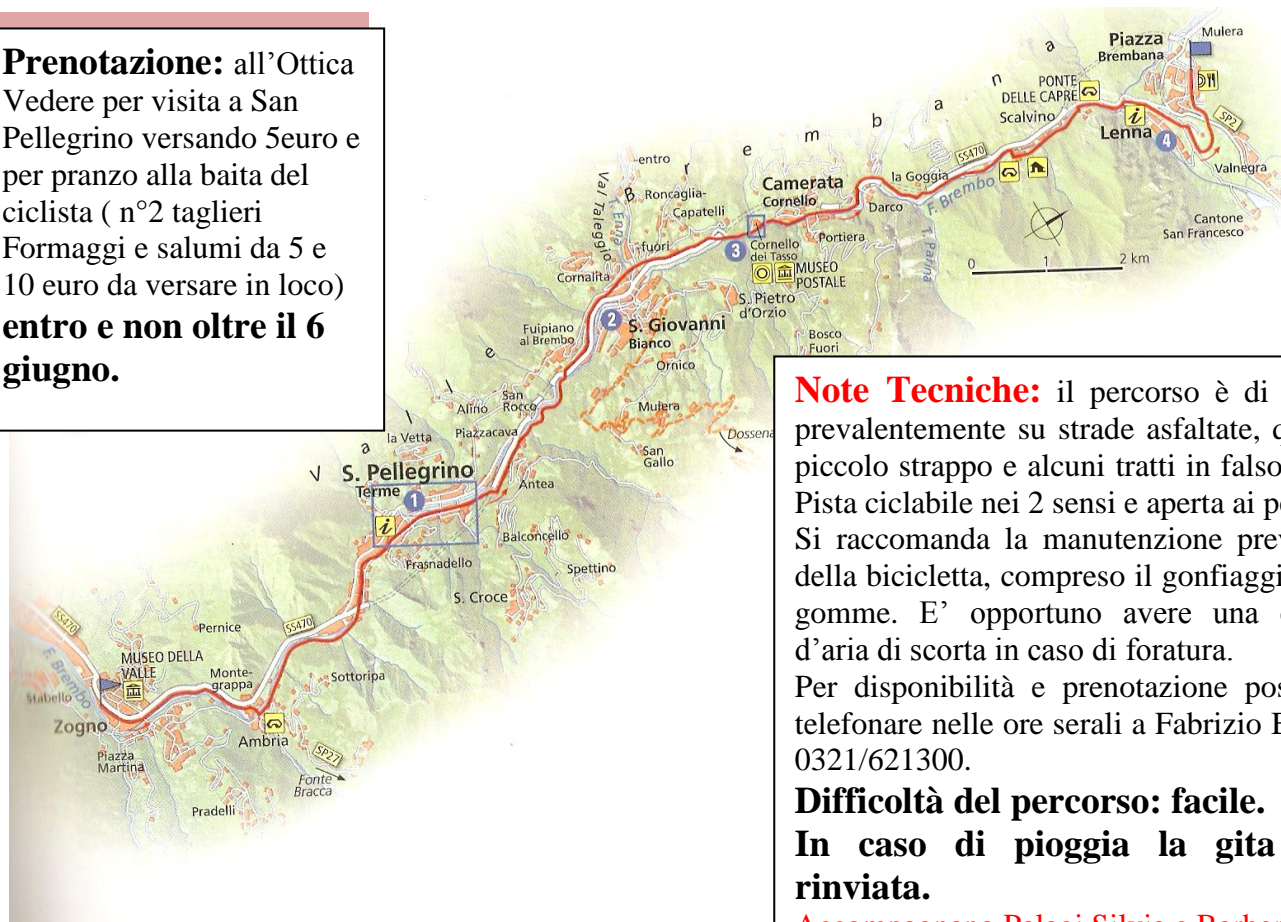 Prenotazione: all’Ottica
Vedere per visita a San
Pellegrino versando 5euro e
per pranzo alla baita del
ciclista ( n°2 taglieri
Formaggi e salumi da 5 e
10 euro da versare in loco)
entro e non oltre il 6
giugno.
Mulera
Piazza
Brembana
PONTE
DELLE CAPRE
Scalvino
i
Lenna
4
SP2
Valnegra
Cantone
San Francesco
SS470
la Goggia
F. Brembo
Darco
T. Parina
0 1 2 km
V a l l e B r e m b a n a
entro
Val Taleggio
T. Enna
Roncaglia-
Capatelli
fuori
Camerata
Cornello
3
Cornello
dei Tasso
Portiera
MUSEO
POSTALE
S. Pietro
d'Orzio
Bosco
Fuori
Cornalita
2
S. Giovanni
Bianco
Fuipiano
al Brembo
Ornico
Mulera
Dossena
San
Gallo
Alino
San
Rocco
la Vetta
Piazzacava
S. Pellegrino
Terme
1
i
Antea
Frasnadello
Balconcello
Spettino
S. Croce
SS470
Pernice
SS470
MUSEO DELLA
VALLE
Monte-
grappa
Sottoripa
F. Brembo
Stabello
Zogno
Ambria
SP27
Piazza
Martina
Fonte
Bracca
Pradelli
Note Tecniche: il percorso è di
prevalentemente su strade asfaltate,
piccolo strappo e alcuni tratti in falso
Pista ciclabile nei 2 sensi e aperta ai
Si raccomanda la manutenzione
della bicicletta, compreso il
gomme. E’ opportuno avere una
d’aria di scorta in caso di foratura.
Per disponibilità e prenotazione
telefonare nelle ore serali a Fabrizio
0321/621300.
Difficoltà del percorso: facile.
In caso di pioggia la gita
rinviata.